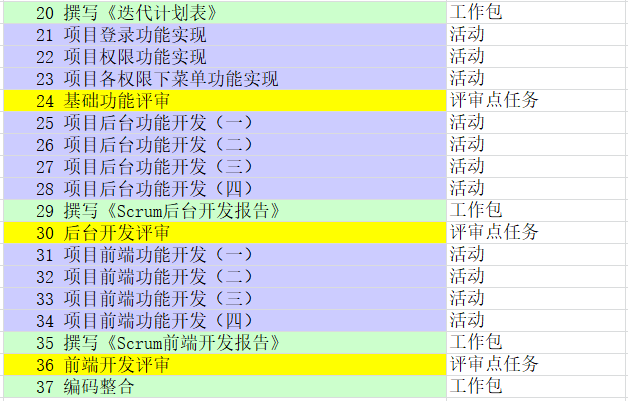 20 撰写《迭代计划表》 工作包
21 项目登录功能实现 活动
22 项目权限功能实现 活动
23 项目各权限下菜单功能实现 活动
24 基础功能评审 评审点任务
25 项目后台功能开发（一） 活动
26 项目后台功能开发（二） 活动
27 项目后台功能开发（三） 活动
28 项目后台功能开发（四） 活动
29 撰写《Scrum后台开发报告》 工作包
30 后台开发评审 评审点任务
31 项目前端功能开发（一） 活动
32 项目前端功能开发（二） 活动
33 项目前端功能开发（三） 活动
34 项目前端功能开发（四） 活动
35 撰写《Scrum前端开发报告》 工作包
36 前端开发评审 评审点任务
37 编码整合 工作包